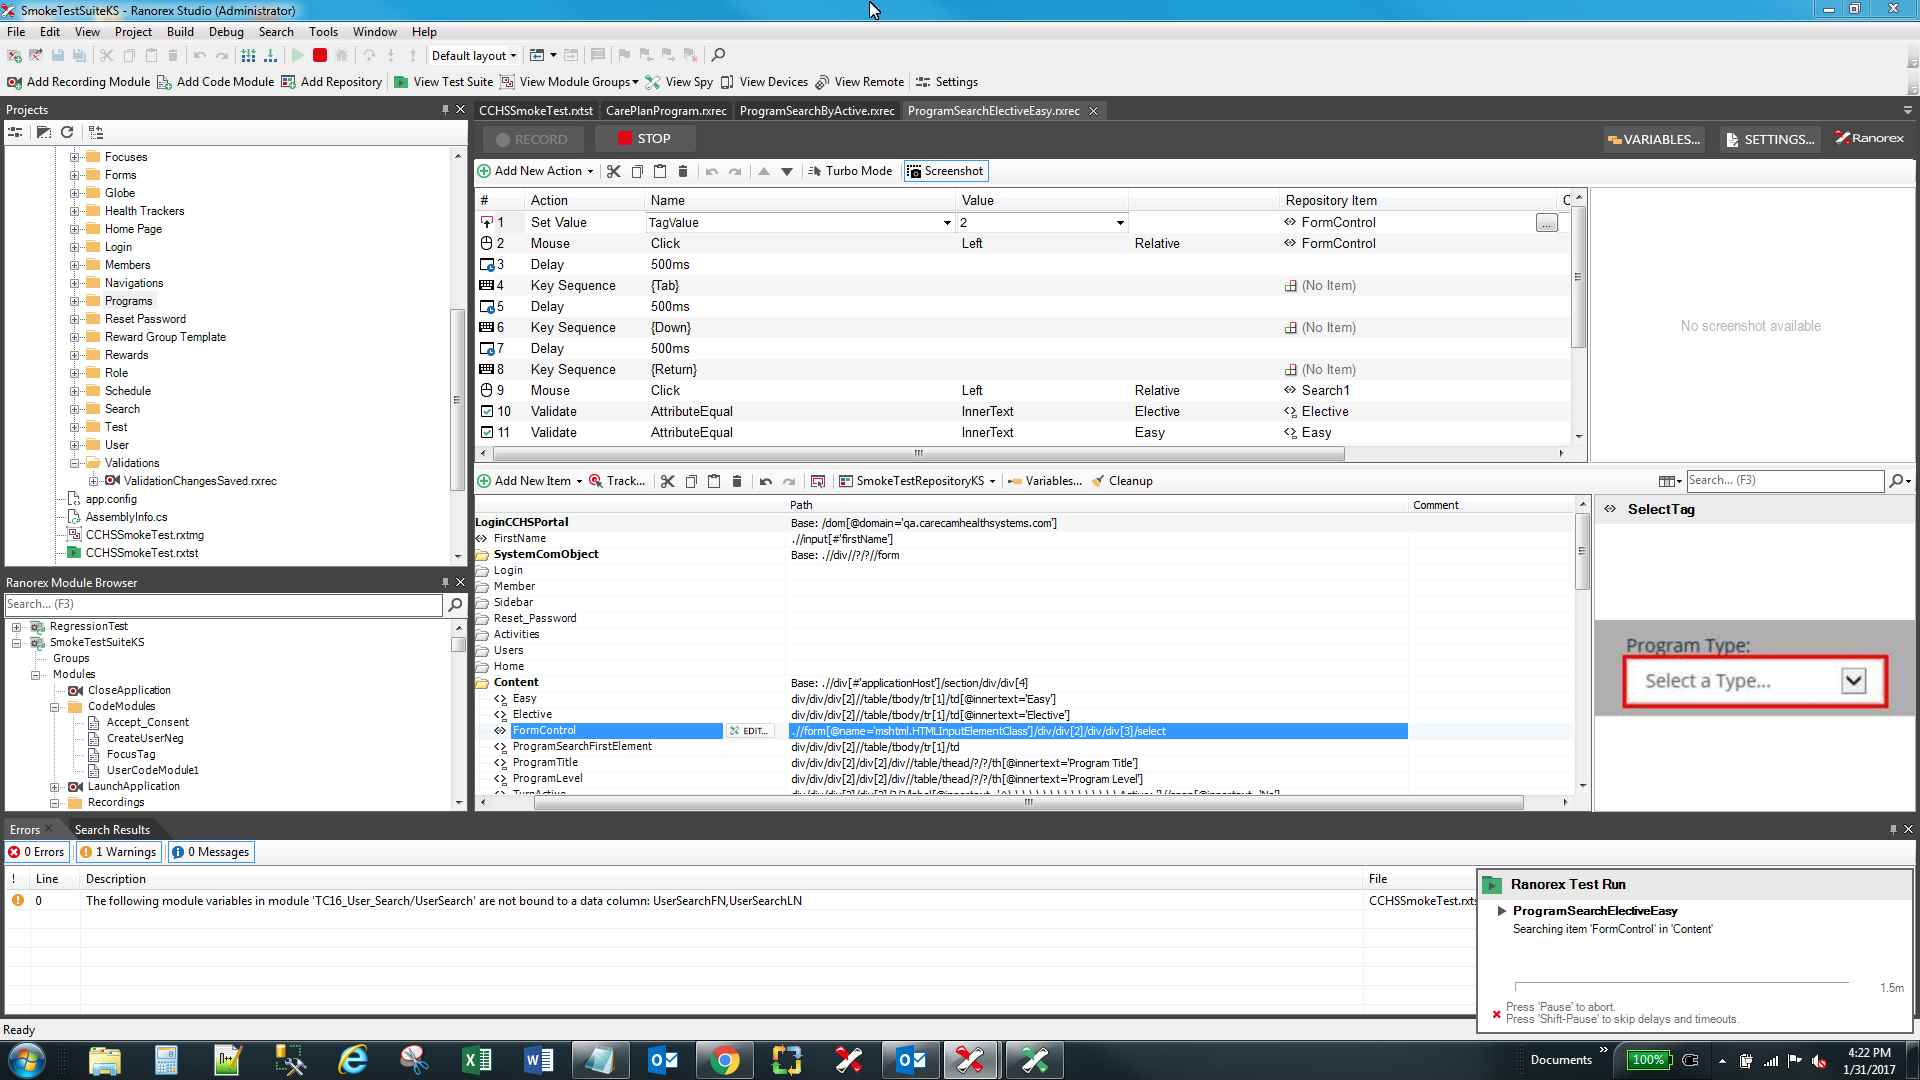 SmokeTestSuiteKS - Ranorex Studio (Administrator)
File Edit View Project Build Debug Search Tools Window Help
Default layout
Add Recording Module Add Code Module Add Repository View Test Suite View Module Groups View Spy View Devices View Remote Settings
Projects
Focuses
Forms
Globe
Health Trackers
Home Page
Login
Members
Navigations
Programs
Reset Password
Reward Group Template
Rewards
Role
Schedule
Search
Test
User
Validations
ValidationChangesSaved.rxrec
app.config
AssemblyInfo.cs
CCHSSmokeTest.rxtmg
CCHSSmokeTest.rxtst
Ranorex Module Browser
Search... (F3)
RegressionTest
SmokeTestSuiteKS
Groups
Modules
CloseApplication
CodeModules
Accept_Consent
CreateUserNeg
FocusTag
UserCodeModule1
LaunchApplication
Recordings
CCHSSmokeTest.rxtst CarePlanProgram.rxrec ProgramSearchByActive.rxrec ProgramSearchElectiveEasy.rxrec
RECORD STOP VARIABLES... SETTINGS... Ranorex
Add New Action Turbo Mode Screenshot
# Action Name Value Repository Item C
1 Set Value TagValue 2 FormControl ...
2 Mouse Click Left Relative FormControl
3 Delay 500ms
4 Key Sequence {Tab} (No Item)
5 Delay 500ms
6 Key Sequence {Down} (No Item)
7 Delay 500ms
8 Key Sequence {Return} (No Item)
9 Mouse Click Left Relative Search1
10 Validate AttributeEqual InnerText Elective Elective
11 Validate AttributeEqual InnerText Easy Easy
No screenshot available
Add New Item Track... SmokeTestRepositoryKS Variables... Cleanup Search... (F3)
Path Comment
LoginCCHSPortal Base: /dom[@domain='qa.carecamhealthsystems.com']
FirstName .//input[#'firstName']
SystemComObject Base: .//div//?/?//form
Login
Member
Sidebar
Reset_Password
Activities
Users
Home
Content Base: .//div[#'applicationHost']/section/div/div[4]
Easy div/div/div[2]//table/tbody/tr[1]/td[@innertext='Easy']
Elective div/div/div[2]//table/tbody/tr[1]/td[@innertext='Elective']
FormControl EDIT... .//form[@name='mshtml.HTMLInputElementClass']/div/div[2]/div/div[3]/select
ProgramSearchFirstElement div/div/div[2]//table/tbody/tr[1]/td
ProgramTitle div/div/div[2]/div[2]/div//table/thead/?/?/th[@innertext='Program Title']
ProgramLevel div/div/div[2]/div[2]/div//table/thead/?/?/th[@innertext='Program Level']
SelectTag
Program Type:
Select a Type...
Errors Search Results
0 Errors 1 Warnings 0 Messages
! Line Description File
0 The following module variables in module 'TC16_User_Search/UserSearch' are not bound to a data column: UserSearchFN,UserSearchLN CCHSSmokeTest.rxts
Ranorex Test Run
ProgramSearchElectiveEasy
Searching item 'FormControl' in 'Content'
1.5m
Press 'Pause' to abort.
Press 'Shift-Pause' to skip delays and timeouts.
Ready
Documents
100%
4:22 PM
1/31/2017